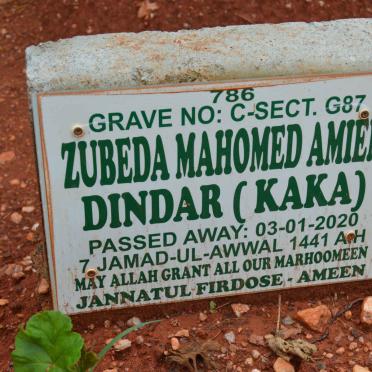 786
GRAVE NO: C-SECT. G87
ZUBEDA MAHOMED AMIEN
DINDAR ( KAKA)
PASSED AWAY: 03-01-2020
7 JAMAD-UL-AWWAL 1441 AH
MAY ALLAH GRANT ALL OUR MARHOOMEEN
JANNATUL FIRDOSE - AMEEN